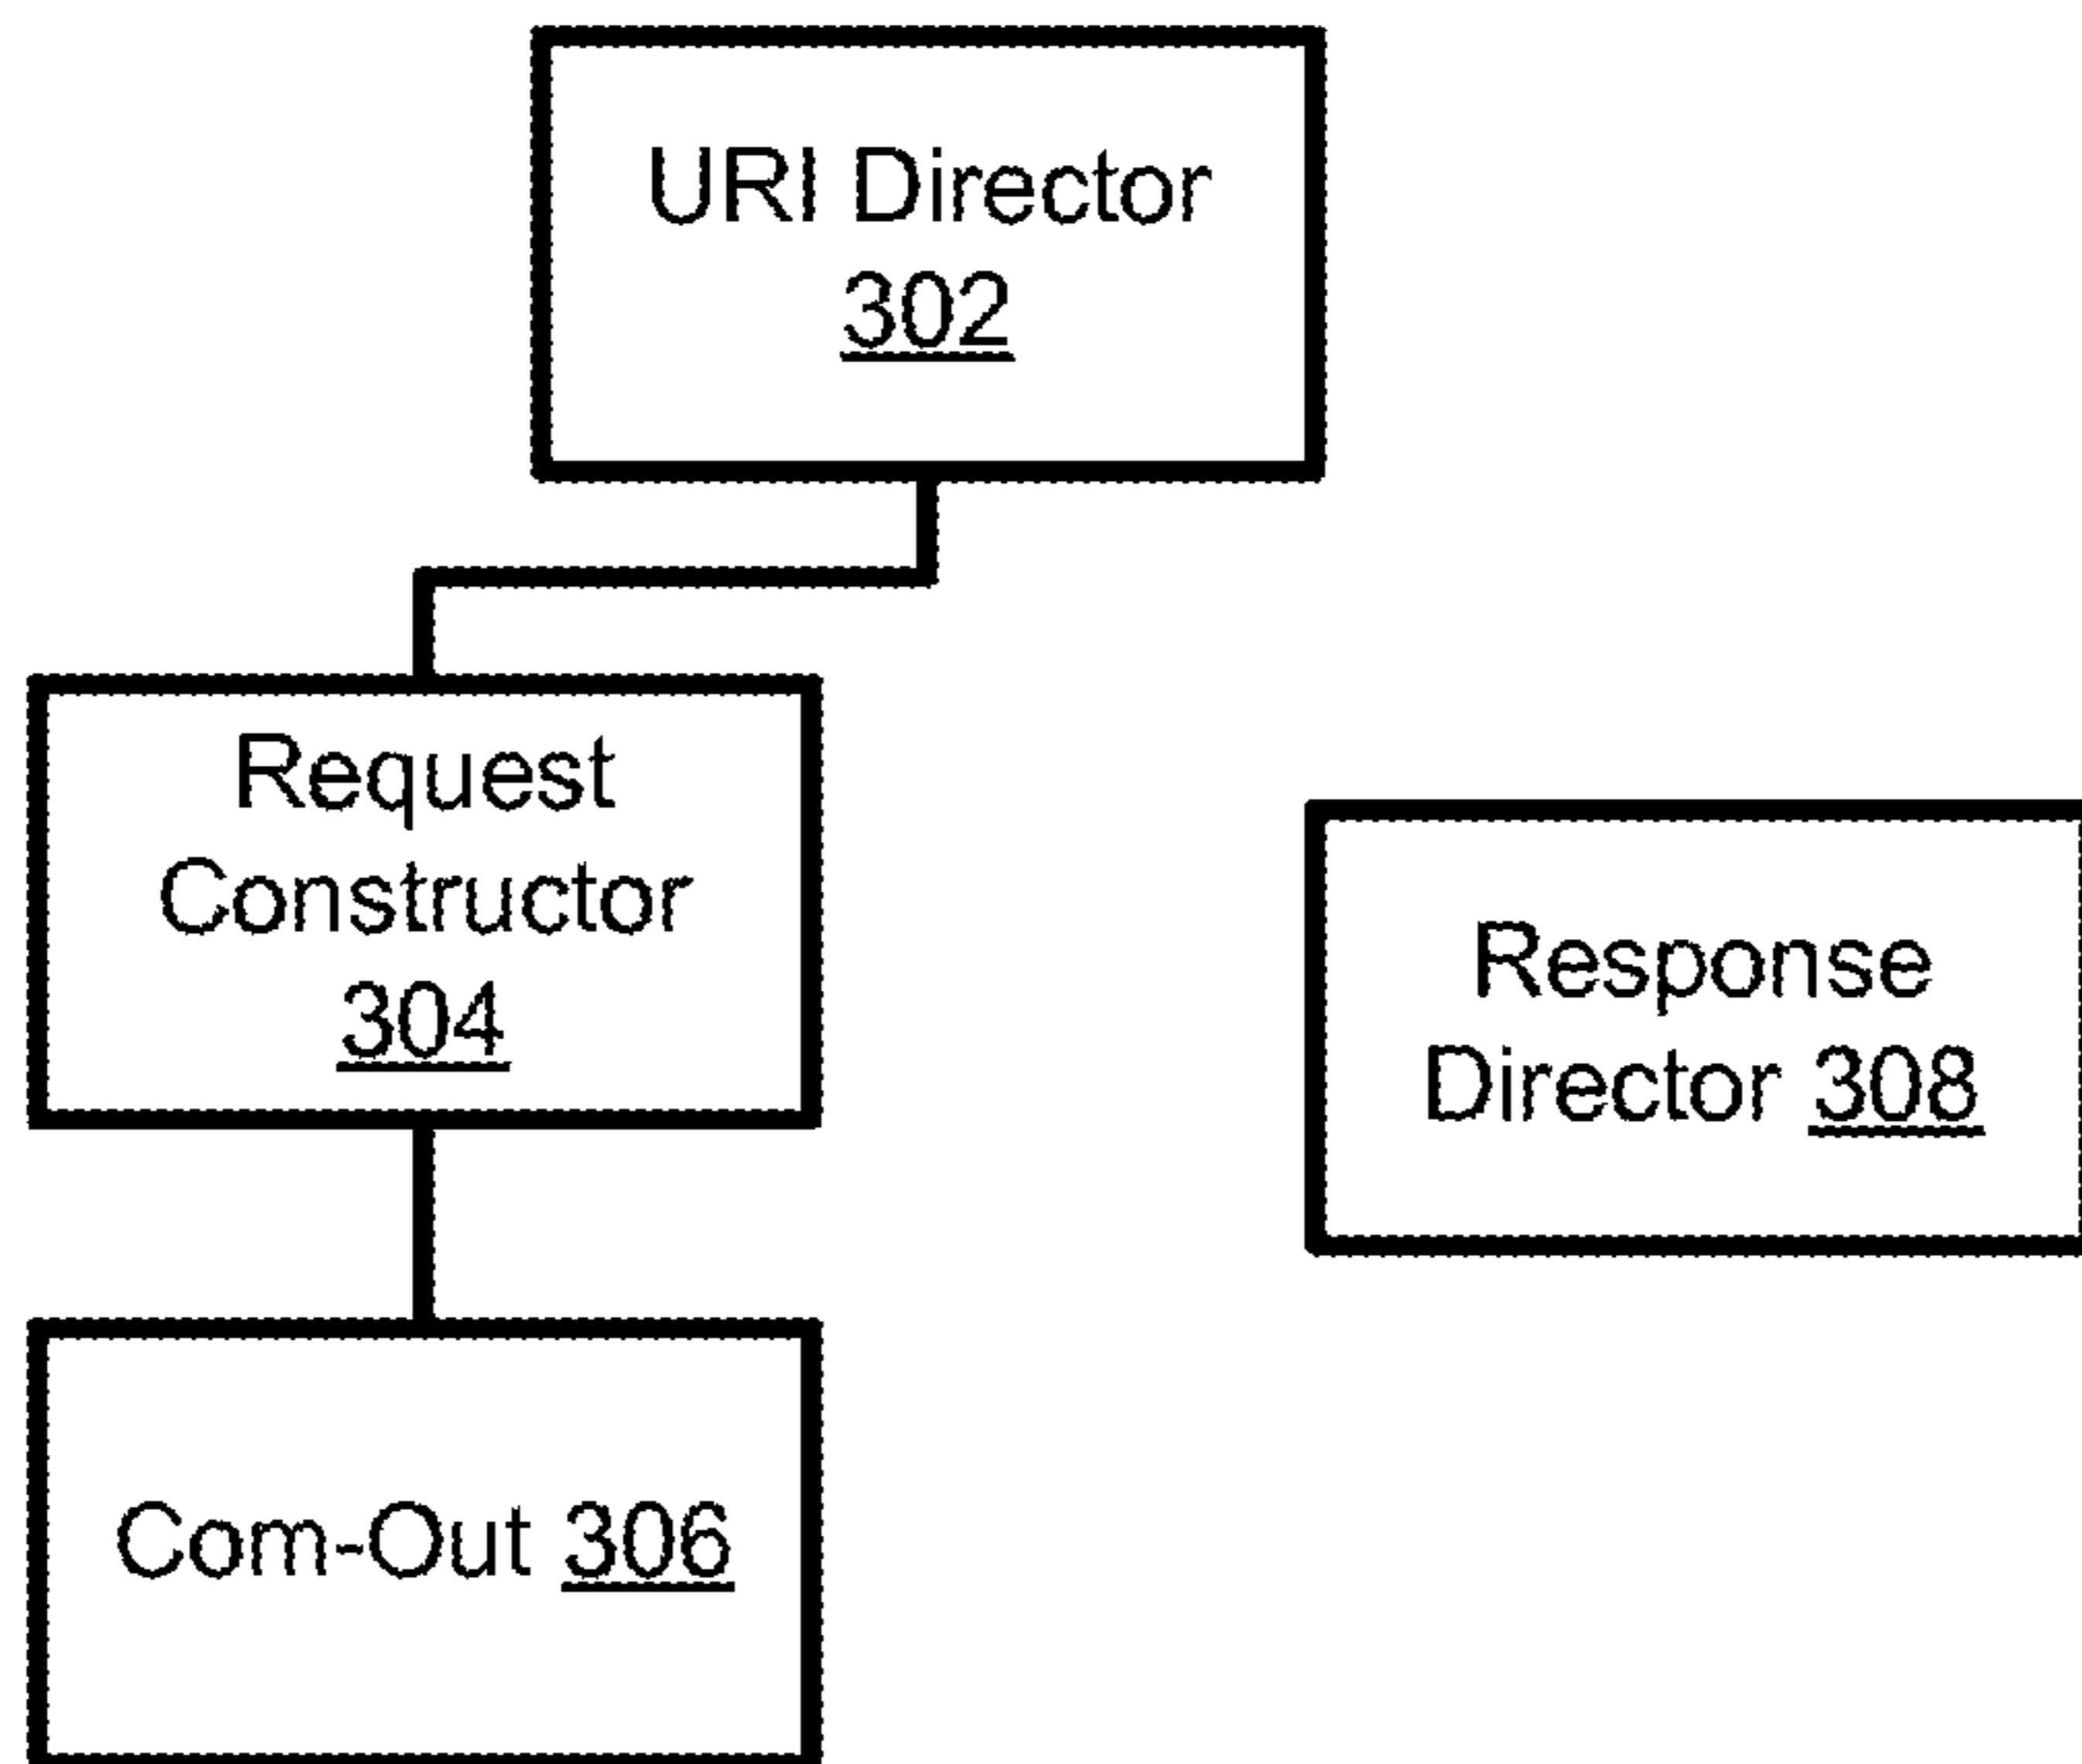 URI Director
302
Request
Constructor
304
Response
Director 308
Com-Out 306